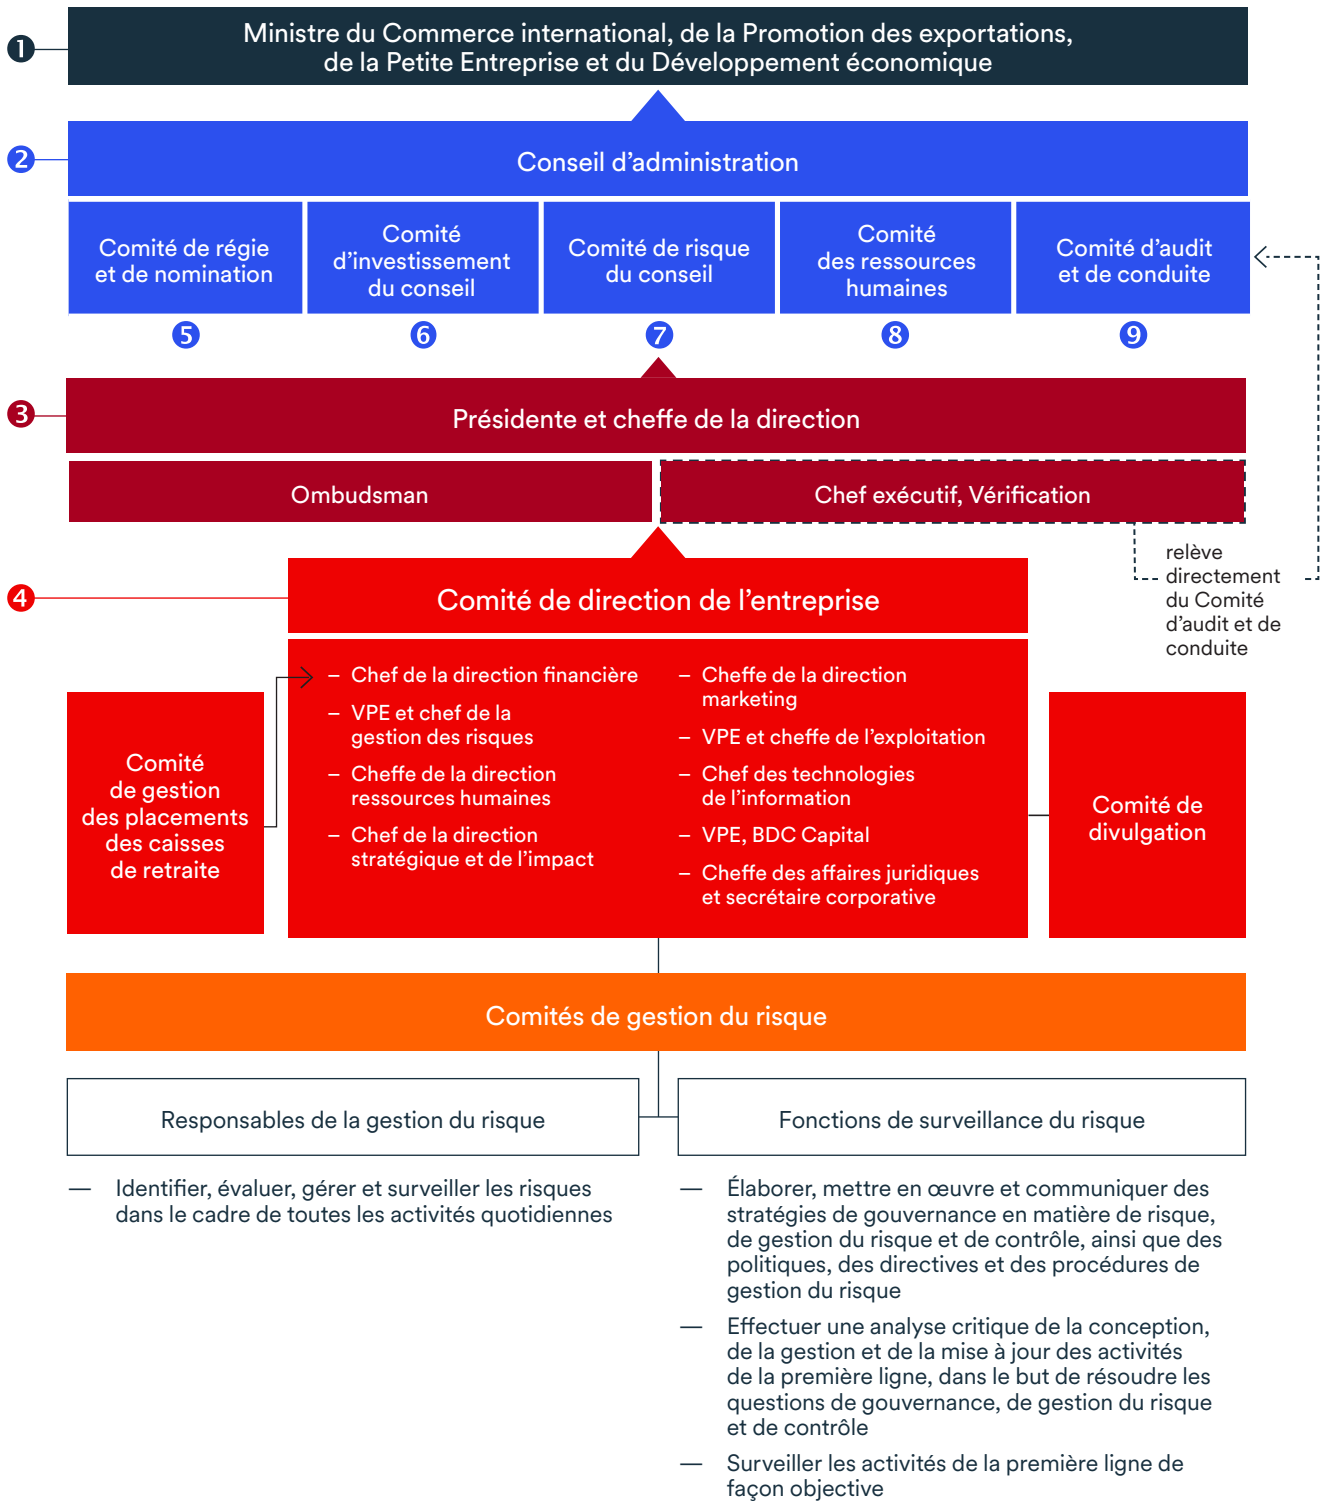 1
Ministre du Commerce international, de la Promotion des exportations,
de la Petite Entreprise et du Développement économique
2
Conseil d’administration
Comité de régie
et de nomination
5
Comité
d’investissement
du conseil
6
Comité de risque
du conseil
7
Comité
des ressources
humaines
8
Comité d’audit
et de conduite
9
3
Présidente et cheffe de la direction
Ombudsman
Chef exécutif, Vérification
relève
directement
du Comité
d’audit et de
conduite
4
Comité de direction de l’entreprise
– Chef de la direction financière
– VPE et chef de la
gestion des risques
– Cheffe de la direction
ressources humaines
– Chef de la direction
stratégique et de l’impact
– Cheffe de la direction
marketing
– VPE et cheffe de l’exploitation
– Chef des technologies
de l’information
– VPE, BDC Capital
– Cheffe des affaires juridiques
et secrétaire corporative
Comité
de gestion
des placements
des caisses
de retraite
Comité de
divulgation
Comités de gestion du risque
Responsables de la gestion du risque
— Identifier, évaluer, gérer et surveiller les risques
dans le cadre de toutes les activités quotidiennes
Fonctions de surveillance du risque
— Élaborer, mettre en œuvre et communiquer des
stratégies de gouvernance en matière de risque,
de gestion du risque et de contrôle, ainsi que des
politiques, des directives et des procédures de
gestion du risque
— Effectuer une analyse critique de la conception,
de la gestion et de la mise à jour des activités
de la première ligne, dans le but de résoudre les
questions de gouvernance, de gestion du risque
et de contrôle
— Surveiller les activités de la première ligne de
façon objective